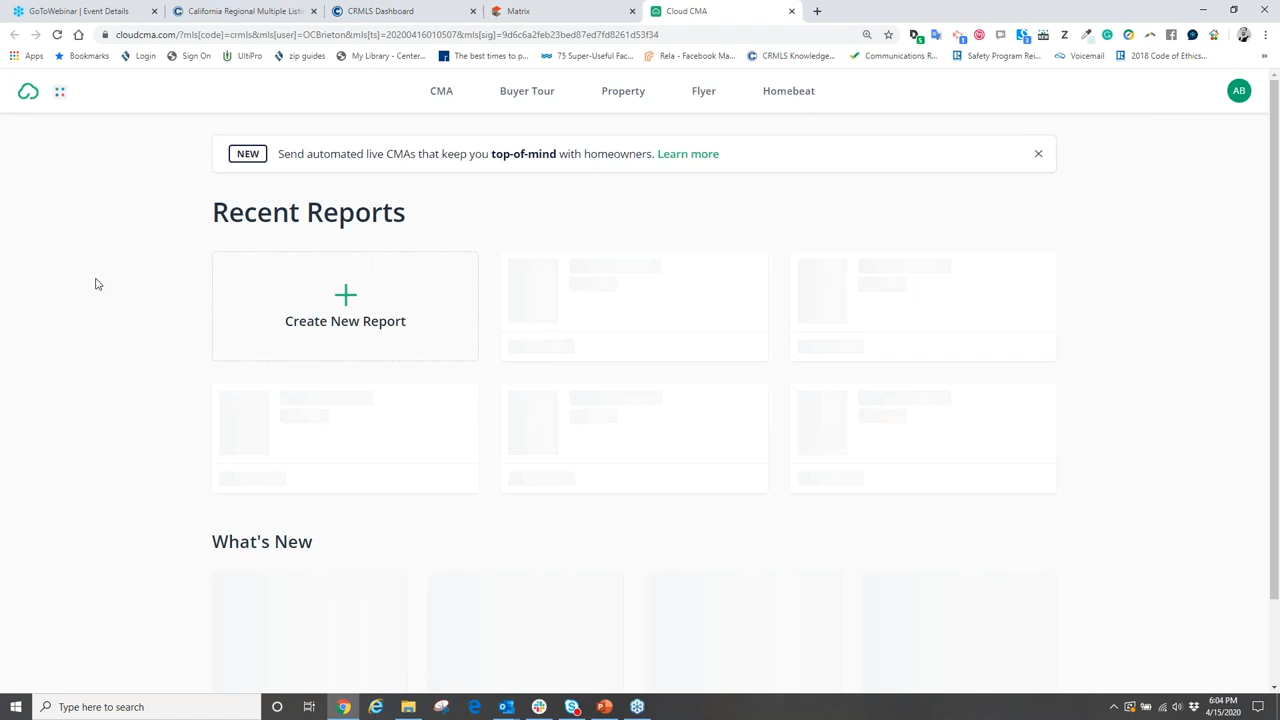 GoToWebinar | Event Details
California Regional Multiple Listi
CRMLS Dashboard
Matrix
Cloud CMA
cloudcma.com/?mls[code]=crmls&mls[user]=OCBrieton&mls[ts]=20200416010507&mls[sig]=9d6c6a2feb23bed87ed7fd8261d53f34
Apps
Bookmarks
Login
Sign On
UltiPro
My Library - Center...
The best times to p...
75 Super-Useful Fac...
Rela - Facebook Ma...
CRMLS Knowledge...
Communications R...
Safety Program Rei...
Voicemail
2018 Code of Ethics...
CMA
Buyer Tour
Property
Flyer
Homebeat
AB
NEW
Send automated live CMAs that keep you top-of-mind with homeowners. Learn more
Recent Reports
Create New Report
What's New
Type here to search
6:04 PM
4/15/2020